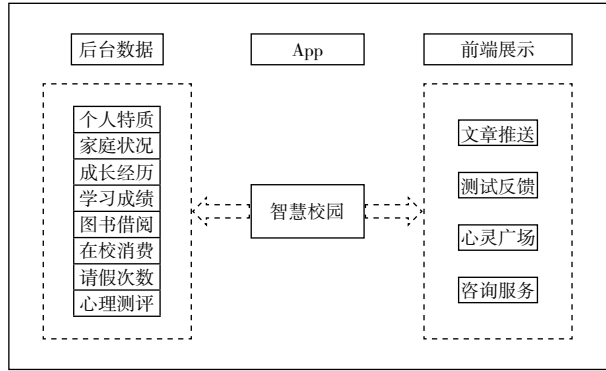 后台数据
App
前端展示
个人特质
家庭状况
成长经历
学习成绩
图书借阅
在校消费
请假次数
心理测评
智慧校园
文章推送
测试反馈
心灵广场
咨询服务